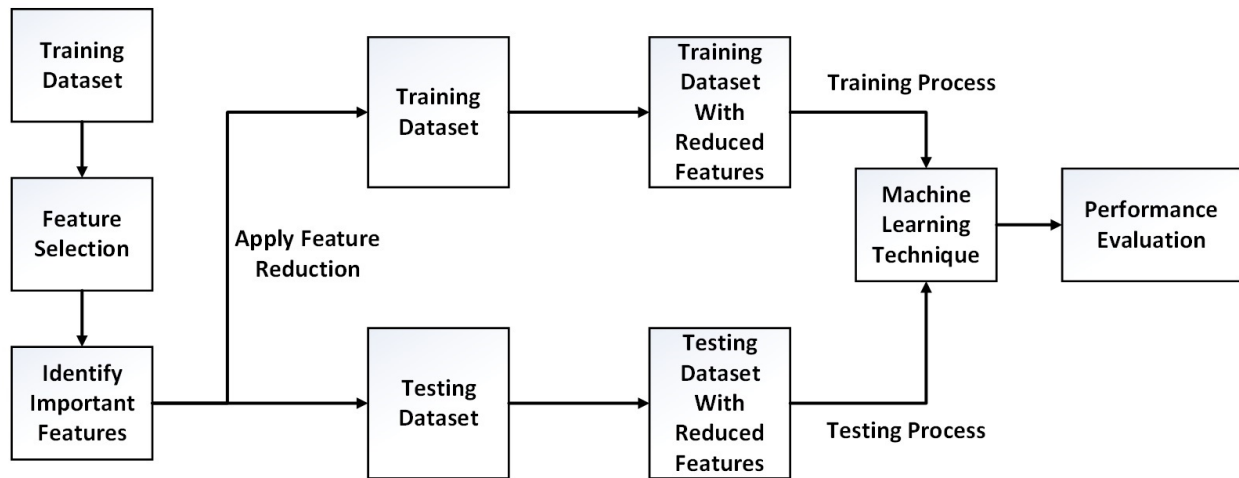 Training
Dataset
Feature
Selection
Identify
Important
Features
Apply Feature
Reduction
Training
Dataset
Testing
Dataset
Training
Dataset
With
Reduced
Features
Testing
Dataset
With
Reduced
Features
Training Process
Testing Process
Machine
Learning
Technique
Performance
Evaluation